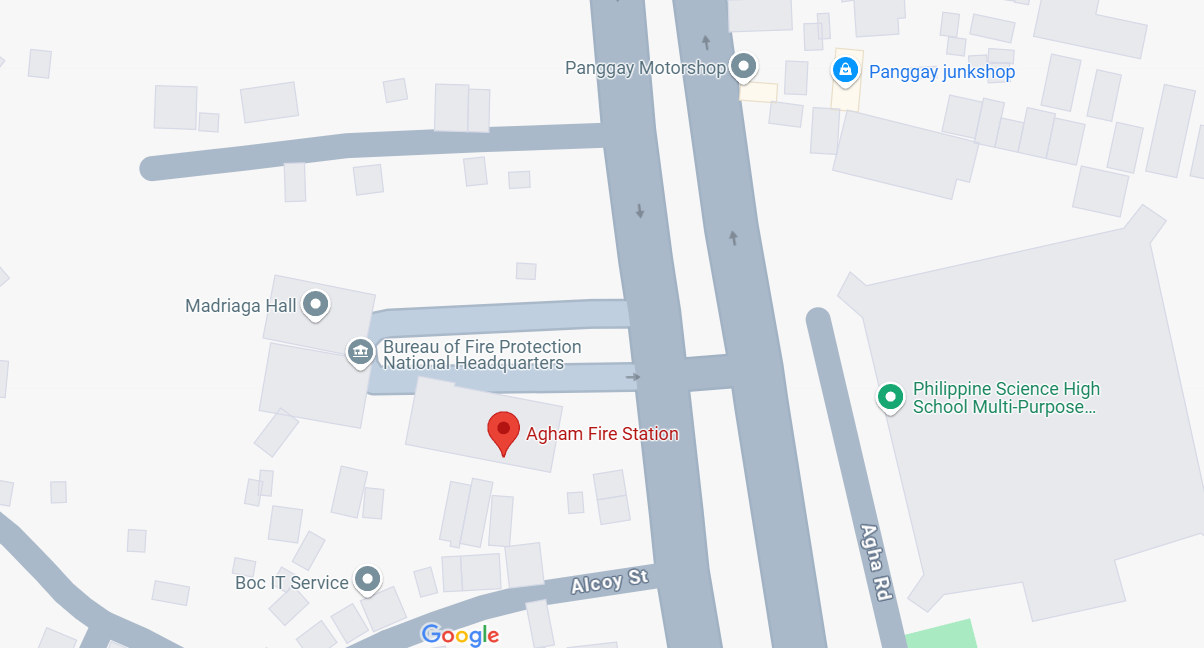 Panggay Motorshop
Panggay junkshop
Madriaga Hall
Bureau of Fire Protection
National Headquarters
Philippine Science High
School Multi-Purpose...
Agham Fire Station
Agha Rd
Boc IT Service
Alcoy St
Google